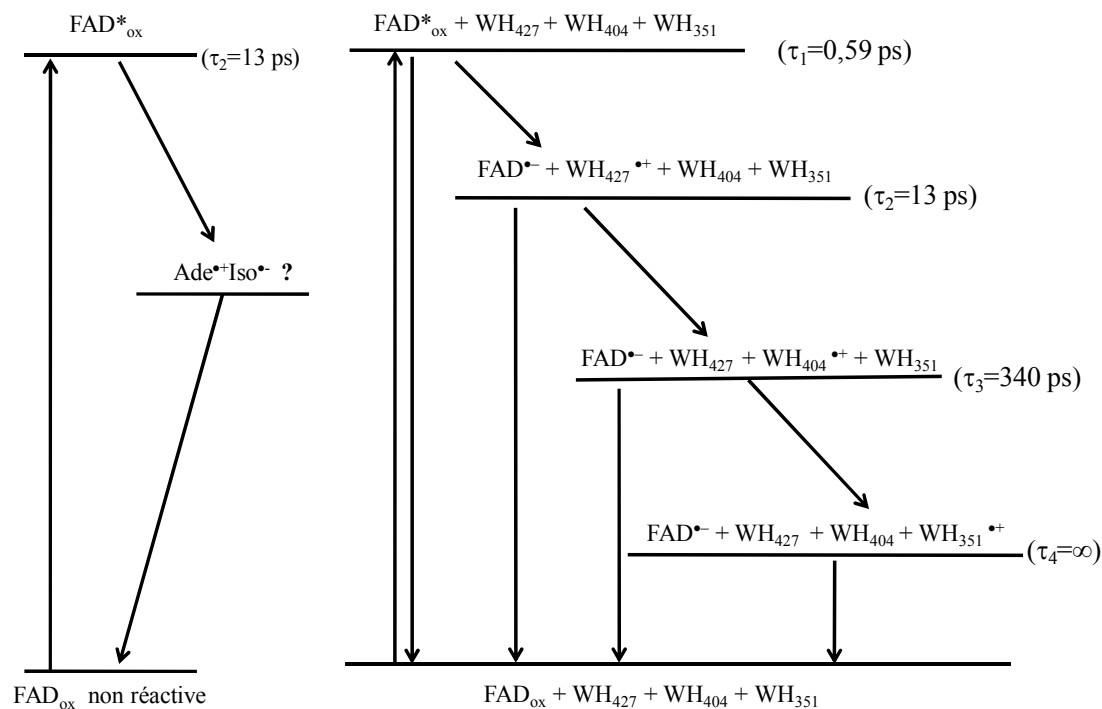 FAD*ox
(τ2=13 ps)
Ade•+Iso•- ?
FADox non réactive
FAD*ox + WH427 + WH404 + WH351
(τ1=0,59 ps)
FAD•– + WH427•+ + WH404 + WH351
(τ2=13 ps)
FAD•– + WH427 + WH404•+ + WH351
(τ3=340 ps)
FAD•– + WH427 + WH404 + WH351•+
(τ4=∞)
FADox + WH427 + WH404 + WH351